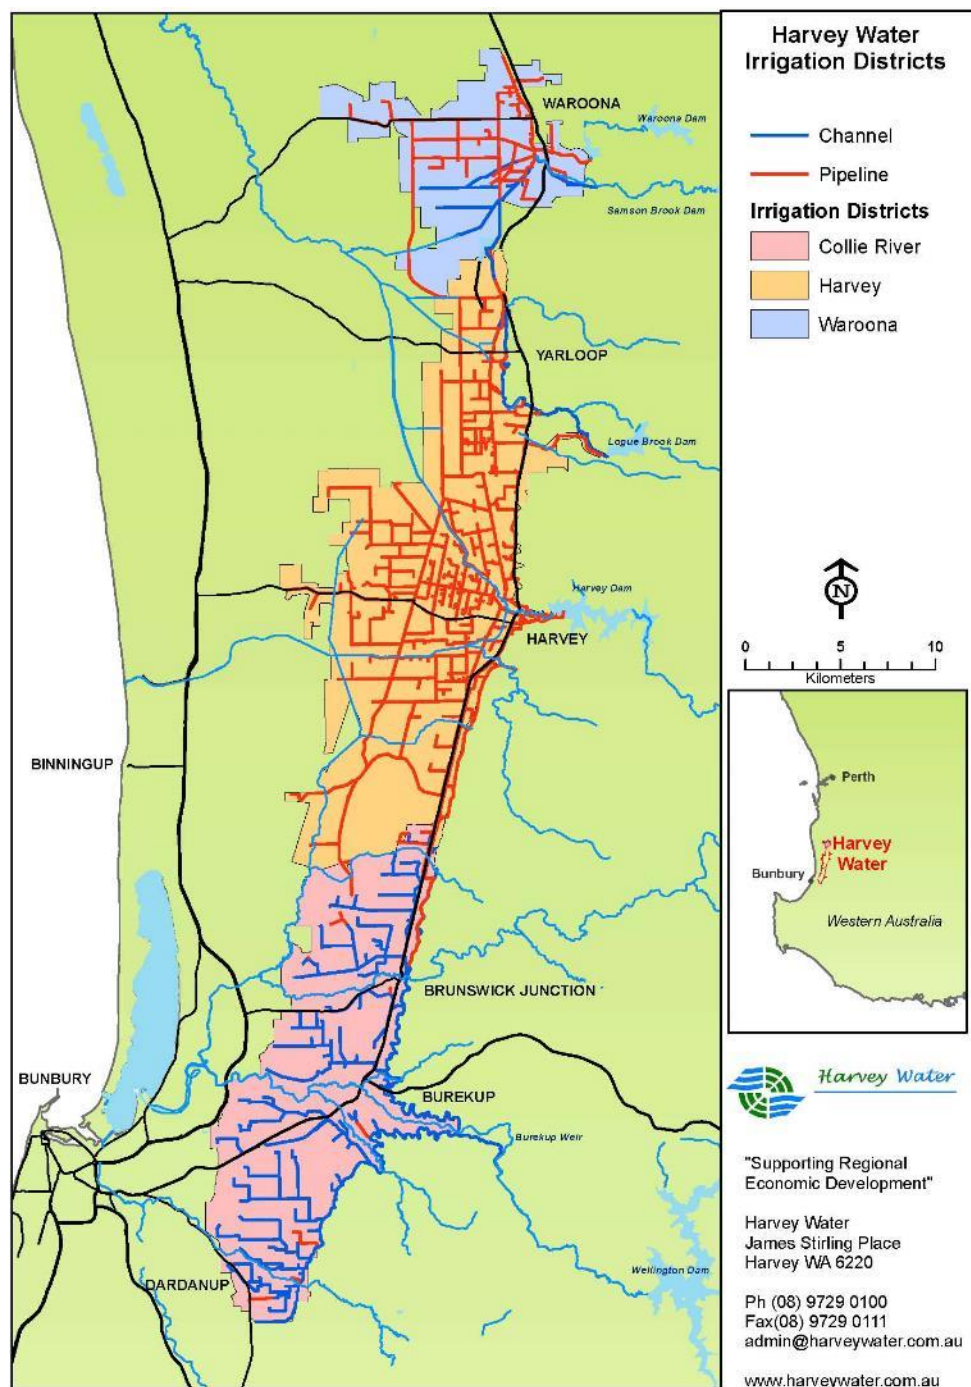 Harvey Water
Irrigation Districts
Channel
Pipeline
Irrigation Districts
Collie River
Harvey
Waroona
WAROONA
Waroona Dam
Samson Brook Dam
YARLOOP
Logue Brook Dam
Harvey Dam
HARVEY
BINNINGUP
BRUNSWICK JUNCTION
BUNBURY
BUREKUP
Burekup Weir
Wellington Dam
DARDANUP
N
0 5 10
Kilometers
Perth
Harvey
Water
Bunbury
Western Australia
Harvey Water
"Supporting Regional
Economic Development"
Harvey Water
James Stirling Place
Harvey WA 6220
Ph (08) 9729 0100
Fax(08) 9729 0111
admin@harveywater.com.au
www.harveywater.com.au